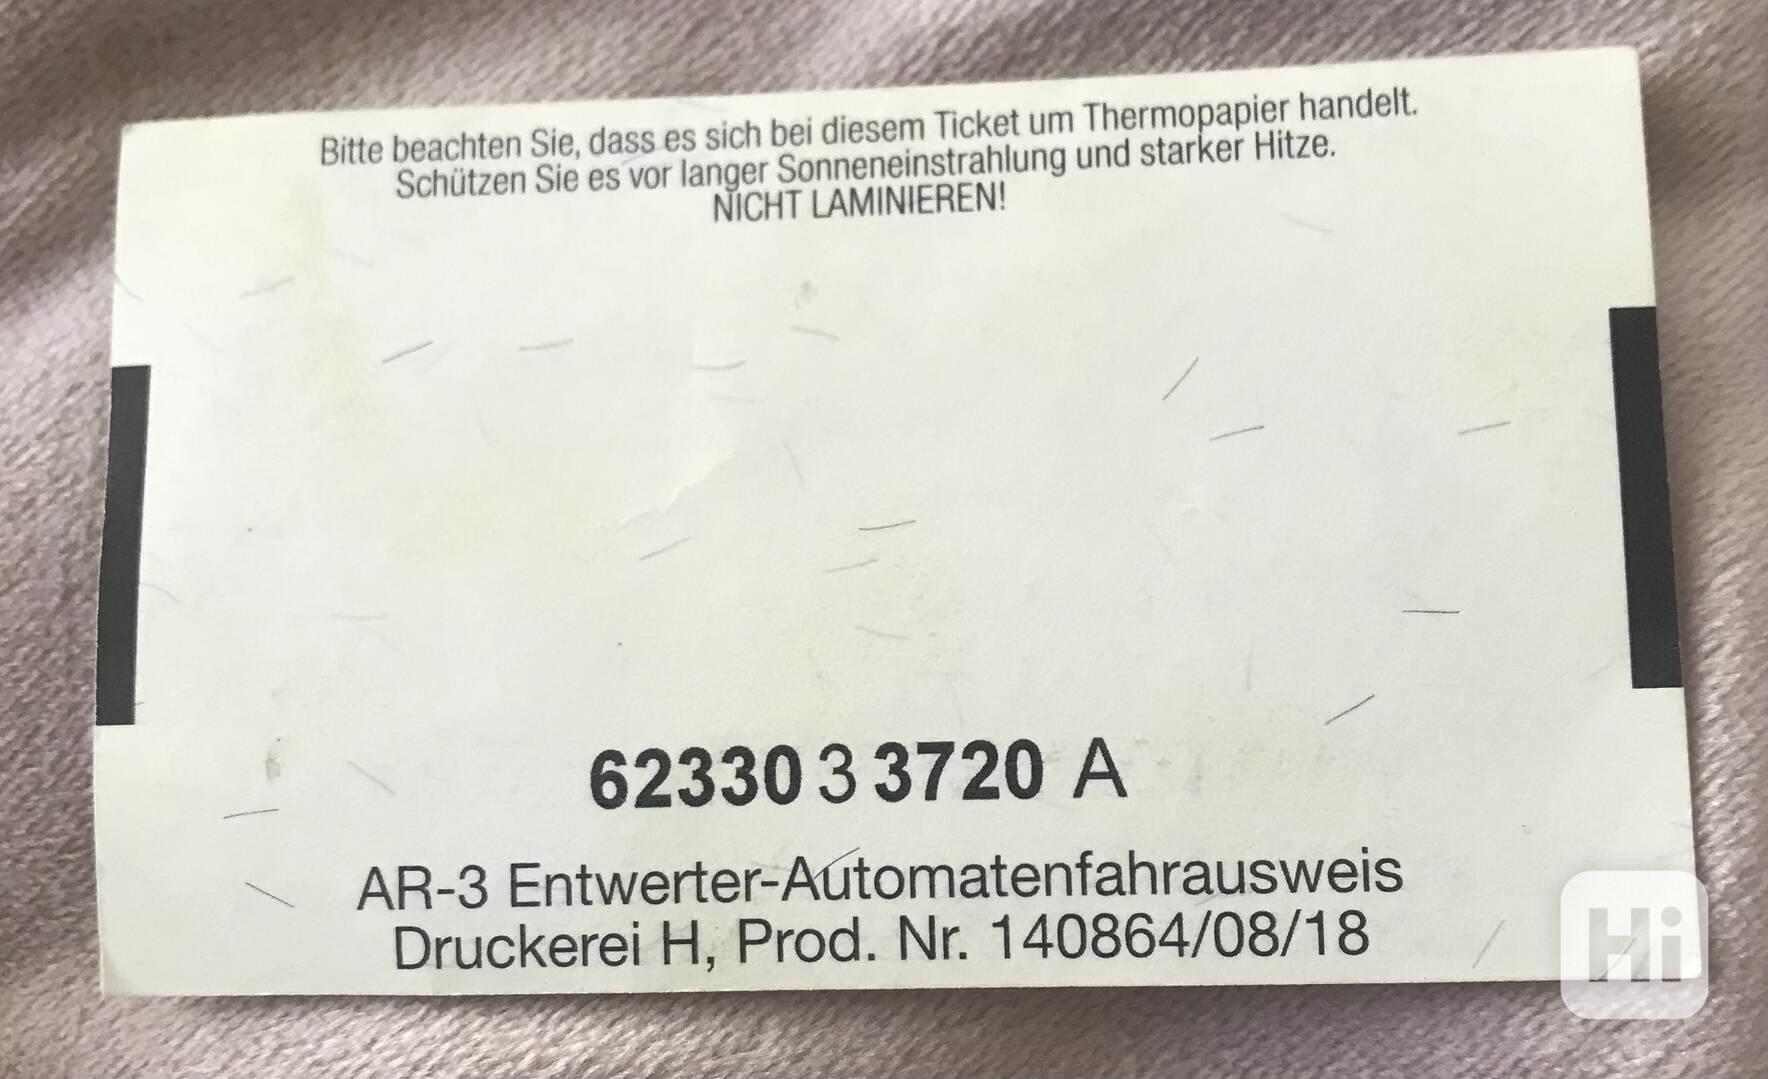 Bitte beachten Sie, dass es sich bei diesem Ticket um Thermopapier handelt.
Schützen Sie es vor langer Sonneneinstrahlung und starker Hitze.
NICHT LAMINIEREN!
62330 3 3720 A
AR-3 Entwerter-Automatenfahrausweis
Druckerei H, Prod. Nr. 140864/08/18
Hi